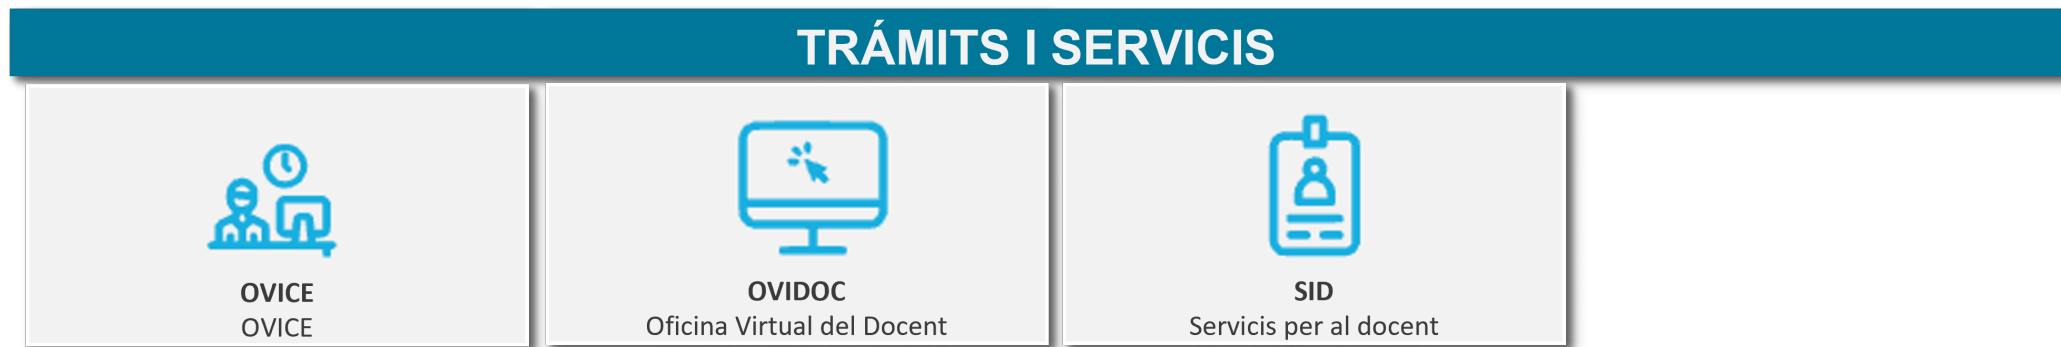 TRÁMITS I SERVICIS
OVICE
OVICE
OVIDOC
Oficina Virtual del Docent
SID
Servicis per al docent